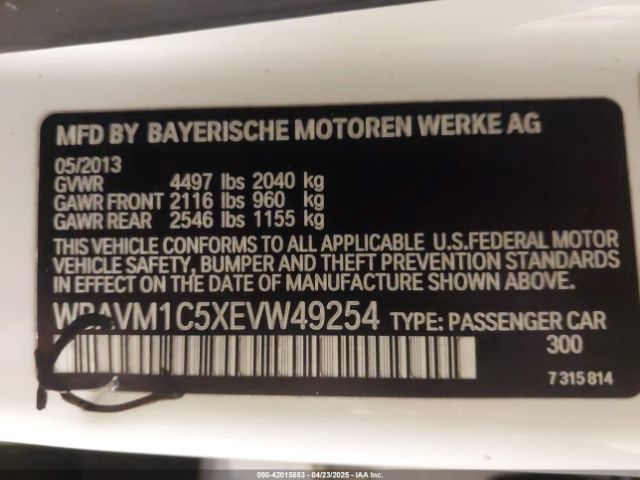 MFD BY BAYERISCHE MOTOREN WERKE AG
05/2013
GVWR 4497 lbs 2040 kg
GAWR FRONT 2116 lbs 960 kg
GAWR REAR 2546 lbs 1155 kg
THIS VEHICLE CONFORMS TO ALL APPLICABLE U.S.FEDERAL MOTOR
VEHICLE SAFETY, BUMPER AND THEFT PREVENTION STANDARDS
IN EFFECT ON THE DATE OF MANUFACTURE SHOWN ABOVE.
WBAVM1C5XEVW49254 TYPE: PASSENGER CAR
300
7 315 814
000-42015853 - 04/23/2025 - IAAI.COM